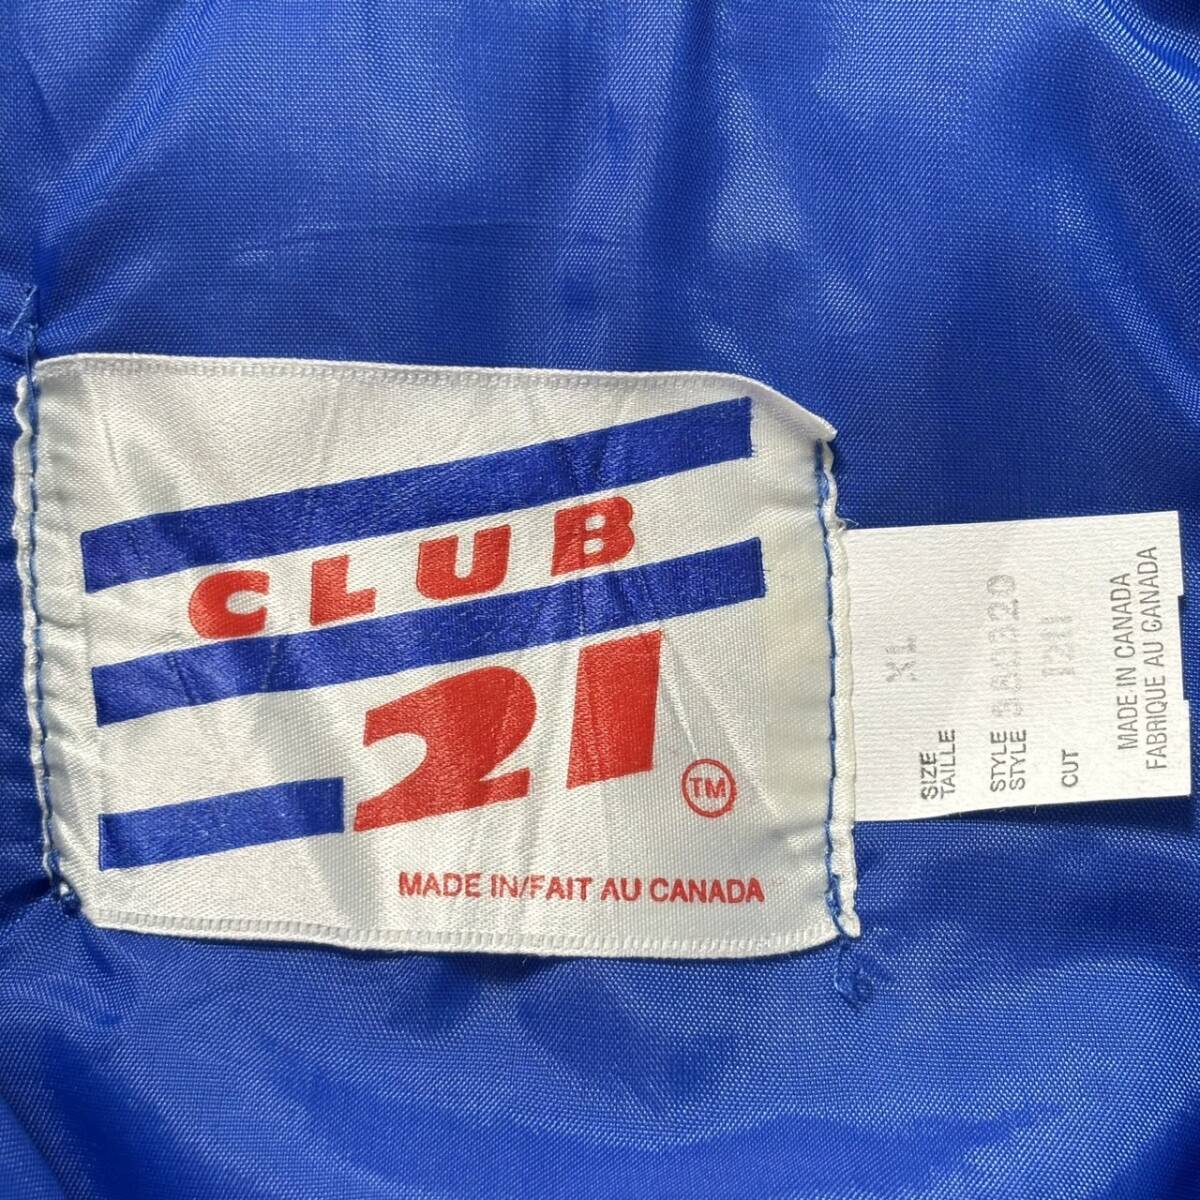 CLUB
21
TM
MADE IN/FAIT AU CANADA
SIZE XL
TAILLE
STYLE
STYLE
CUT
MADE IN CANADA
FABRIQUE AU CANADA